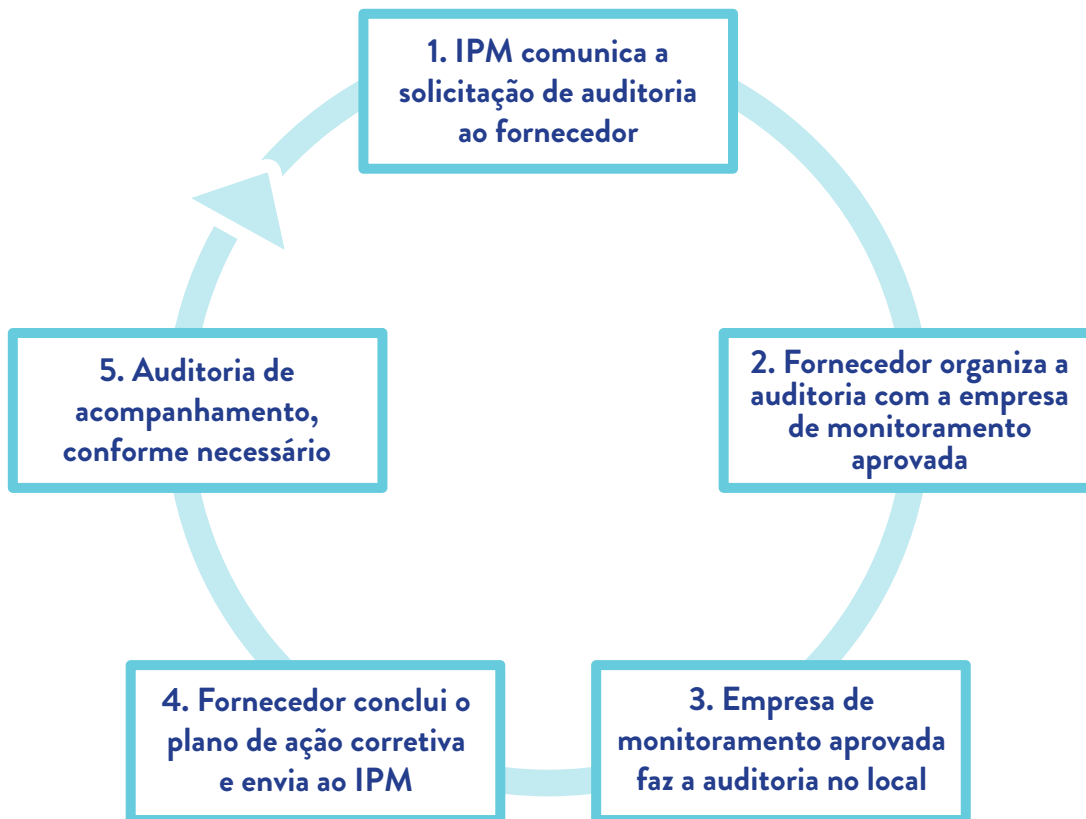 1. IPM comunica a
solicitação de auditoria
ao fornecedor
2. Fornecedor organiza a
auditoria com a empresa
de monitoramento
aprovada
3. Empresa de
monitoramento aprovada
faz a auditoria no local
4. Fornecedor conclui o
plano de ação corretiva
e envia ao IPM
5. Auditoria de
acompanhamento,
conforme necessário